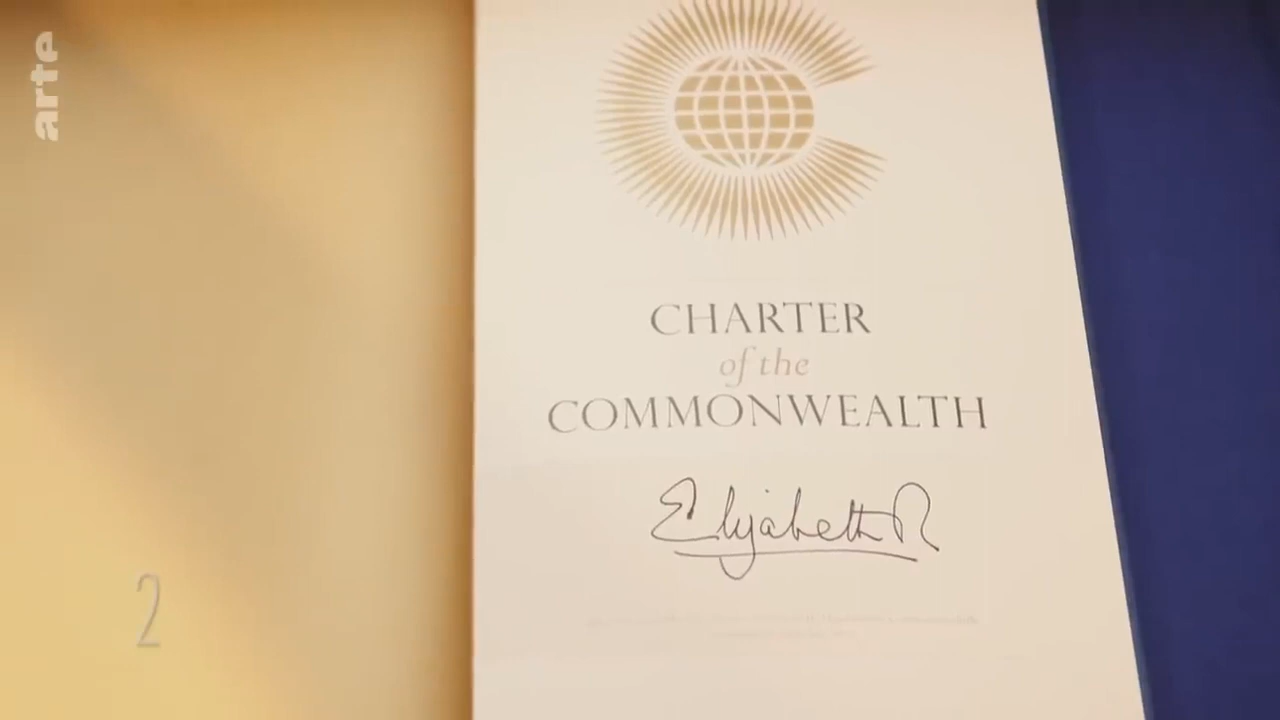 arte
CHARTER
of the
COMMONWEALTH
Elizabeth R
2